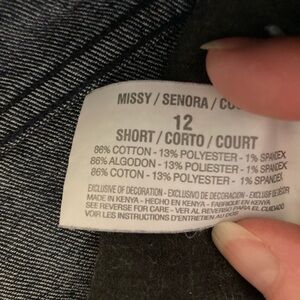 MISSY / SENORA /
12
SHORT / CORTO / COURT
86% COTTON - 13% POLYESTER - 1% SPANDEX
86% ALGODON - 13% POLIESTER - 1% SPANDEX
86% COTON - 13% POLYESTER - 1% SPANDEX
EXCLUSIVE OF DECORATION - EXCLUSIVO DE DECORACION - EXCLUSIF DE
MADE IN KENYA - HECHO EN KENYA - FABRIQUE EN KENYA
SEE REVERSE FOR CARE - VER AL REVERSO PARA EL CUIDADO
VOIR LES INSTRUCTIONS D'ENTRETIEN AU DOS